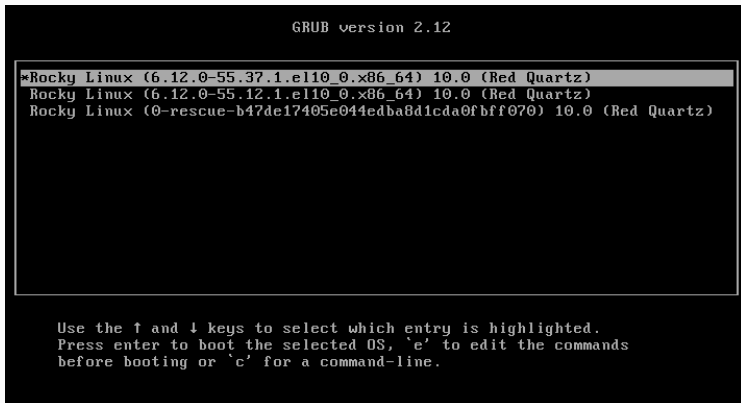 GRUB version 2.12
*Rocky Linux (6.12.0-55.37.1.el10_0.x86_64) 10.0 (Red Quartz)
Rocky Linux (6.12.0-55.12.1.el10_0.x86_64) 10.0 (Red Quartz)
Rocky Linux (0-rescue-b47de17405e044edba8d1cda0fbff070) 10.0 (Red Quartz)
Use the ↑ and ↓ keys to select which entry is highlighted.
Press enter to boot the selected OS, `e' to edit the commands
before booting or `c' for a command-line.